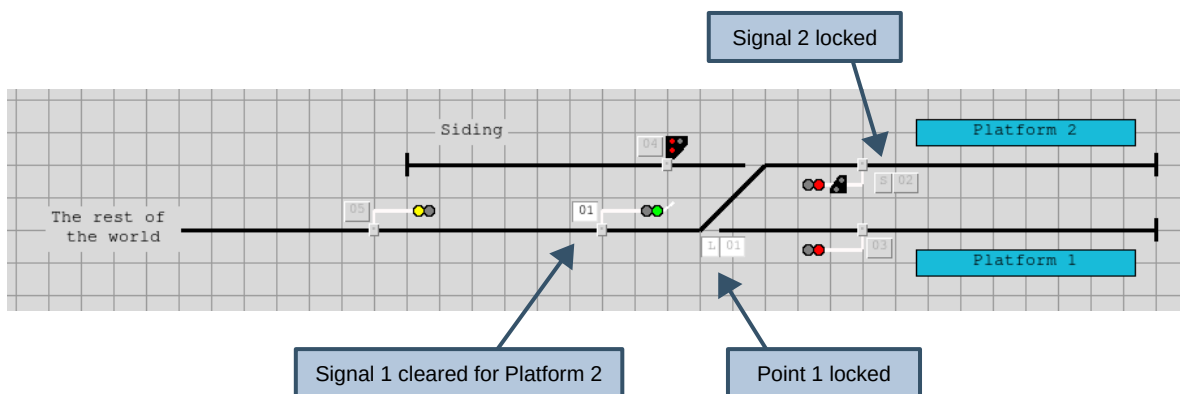 Signal 2 locked
Siding
04
Platform 2
S 02
05
01
The rest of
the world
L 01
03
Platform 1
Signal 1 cleared for Platform 2
Point 1 locked